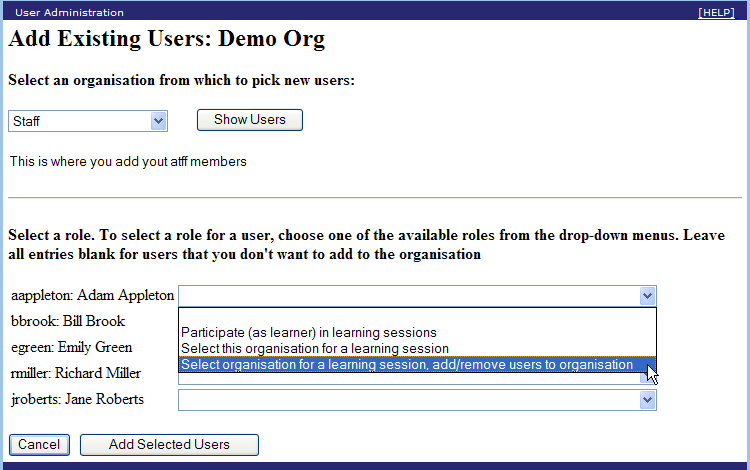 User Administration [HELP]
Add Existing Users: Demo Org
Select an organisation from which to pick new users:
Staff Show Users
This is where you add yout atff members
Select a role. To select a role for a user, choose one of the available roles from the drop-down menus. Leave
all entries blank for users that you don't want to add to the organisation
aappleton: Adam Appleton
bbrook: Bill Brook
Participate (as learner) in learning sessions
egreen: Emily Green
Select this organisation for a learning session
Select organisation for a learning session, add/remove users to organisation
rmiller: Richard Miller
jroberts: Jane Roberts
Cancel Add Selected Users